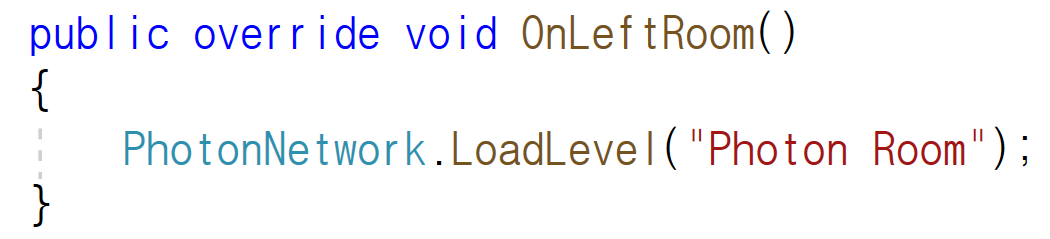 public override void OnLeftRoom()
{
    PhotonNetwork.LoadLevel("Photon Room");
}